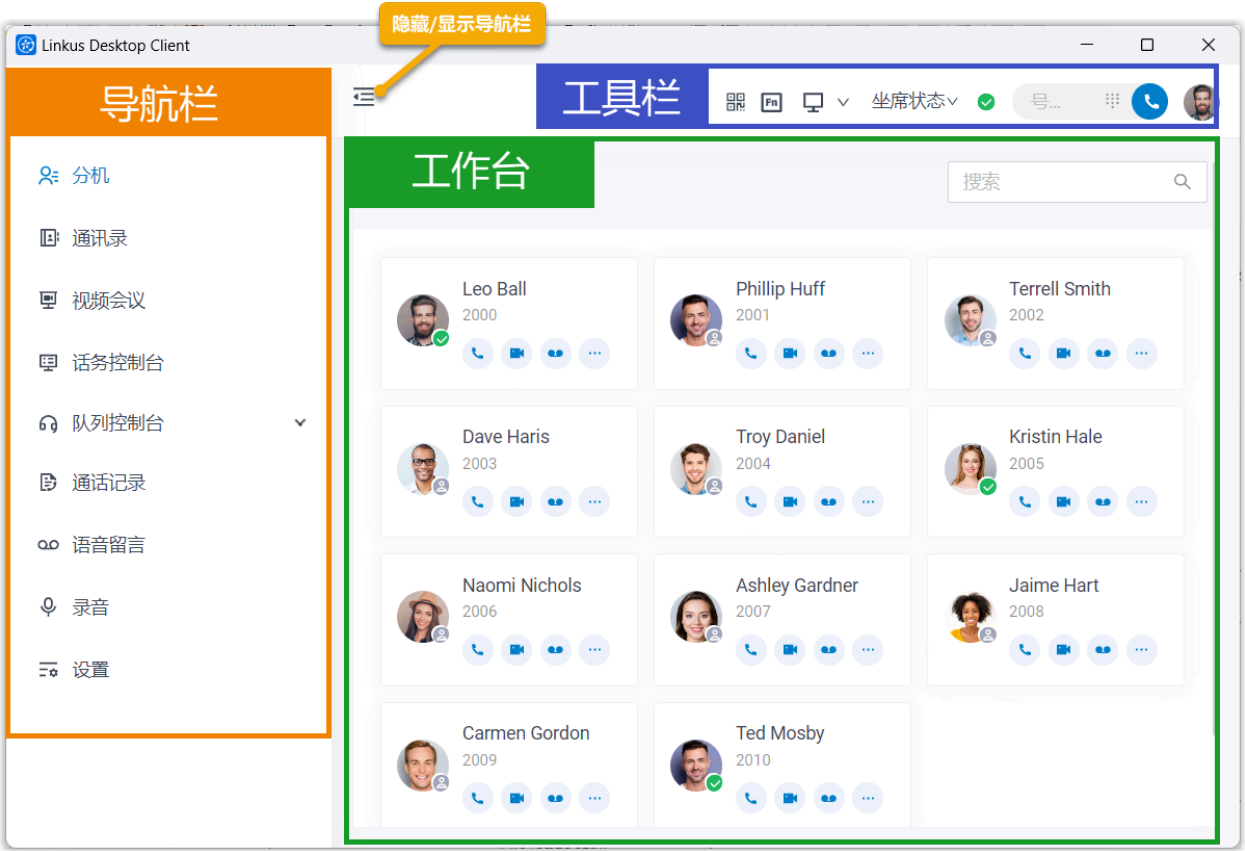 隐藏/显示导航栏
Linkus Desktop Client
导航栏
工具栏
Fn
坐席状态
号...
工作台
搜索
分机
通讯录
视频会议
话务控制台
队列控制台
通话记录
语音留言
录音
设置
Leo Ball
2000
Phillip Huff
2001
Terrell Smith
2002
Dave Haris
2003
Troy Daniel
2004
Kristin Hale
2005
Naomi Nichols
2006
Ashley Gardner
2007
Jaime Hart
2008
Carmen Gordon
2009
Ted Mosby
2010